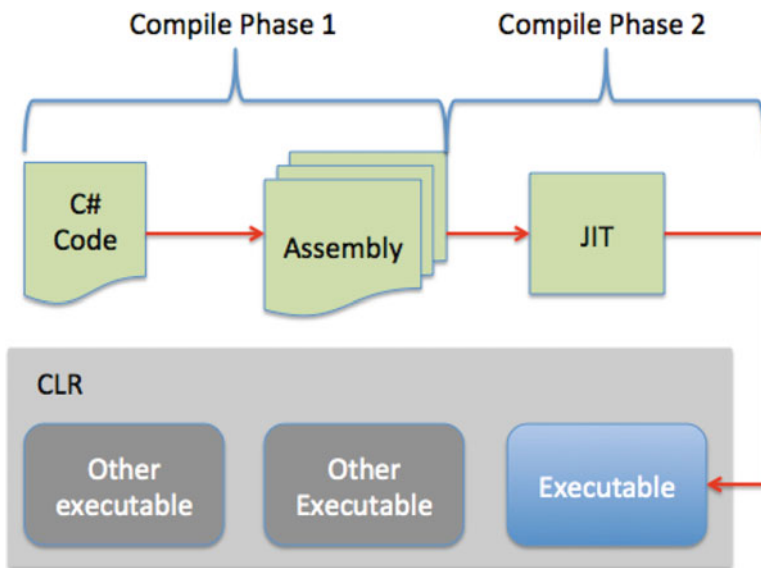 Compile Phase 1
Compile Phase 2
C#
Code
Assembly
JIT
CLR
Other
executable
Other
Executable
Executable